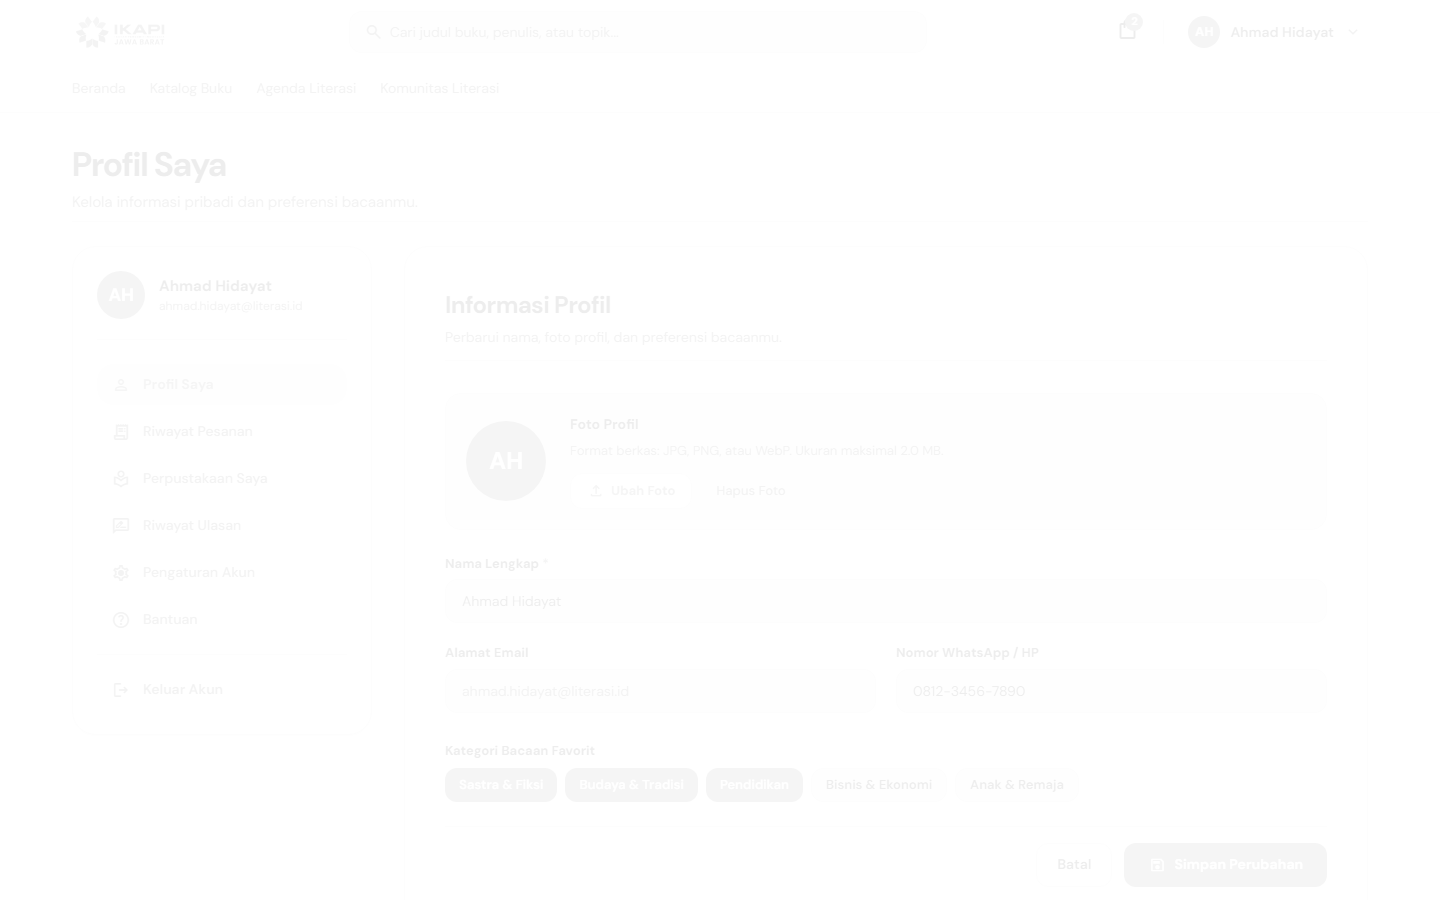 IKAPI
JAWA BARAT
Cari judul buku, penulis, atau topik...
2
AH
Ahmad Hidayat
Beranda
Katalog Buku
Agenda Literasi
Komunitas Literasi
Profil Saya
Kelola informasi pribadi dan preferensi bacaanmu.
AH
Ahmad Hidayat
ahmad.hidayat@literasi.id
Profil Saya
Riwayat Pesanan
Perpustakaan Saya
Riwayat Ulasan
Pengaturan Akun
Bantuan
Keluar Akun
Informasi Profil
Perbarui nama, foto profil, dan preferensi bacaanmu.
AH
Foto Profil
Format berkas: JPG, PNG, atau WebP. Ukuran maksimal 2.0 MB
Ubah Foto
Hapus Foto
Nama Lengkap *
Ahmad Hidayat
Alamat Email
ahmad.hidayat@literasi.id
Nomor WhatsApp / HP
0812-3456-7890
Kategori Bacaan Favorit
Sastra & Fiksi
Budaya & Tradisi
Pendidikan
Bisnis & Ekonomi
Anak & Remaja
Batal
Simpan Perubahan